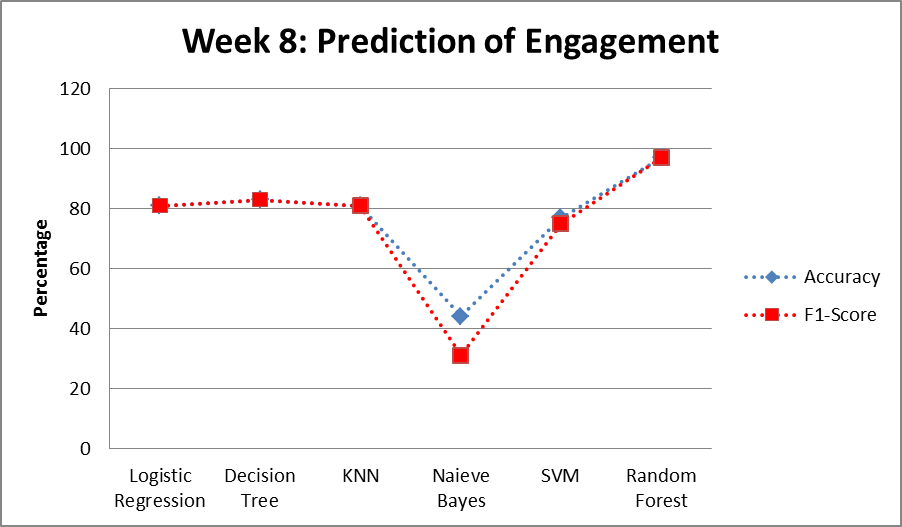 Week 8: Prediction of Engagement
120
100
80
60
40
20
0
Percentage
Logistic Regression
Decision Tree
KNN
Naieve Bayes
SVM
Random Forest
Accuracy
F1-Score